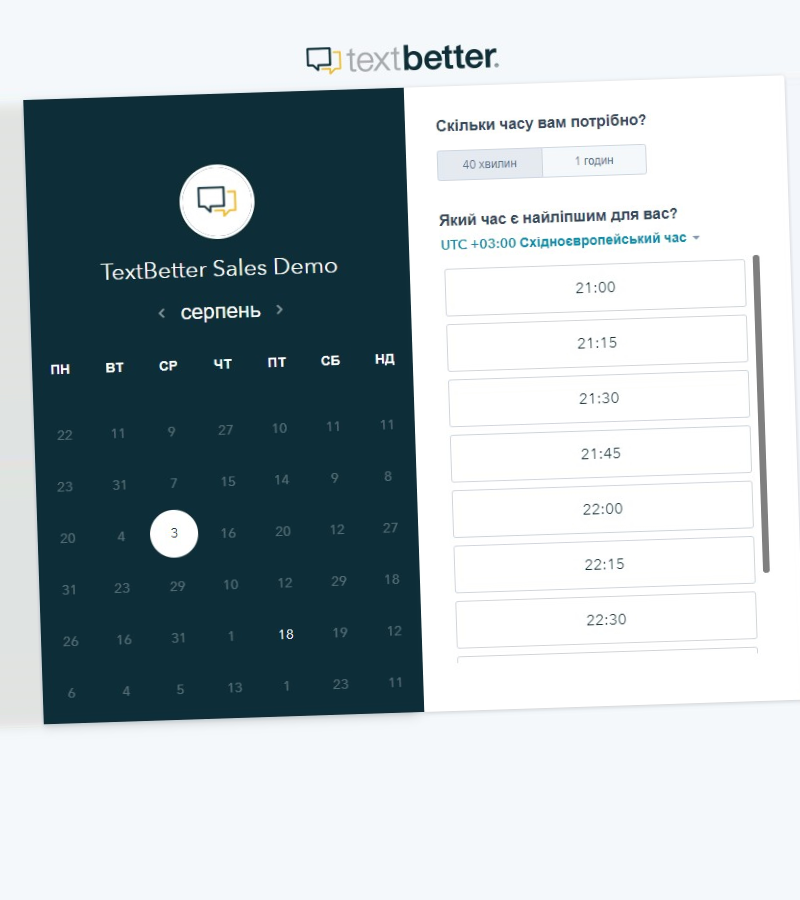 textbetter.
TextBetter Sales Demo
серпень
ПН ВТ СР ЧТ ПТ СБ НД
22 11 9 27 10 11 11
23 31 7 15 14 9 8
20 4 3 16 20 12 27
31 23 29 10 12 29 18
26 16 31 1 18 19 12
6 4 5 13 1 23 11
Скільки часу вам потрібно?
40 хвилин 1 годин
Який час є найліпшим для вас?
UTC +03:00 Східноєвропейський час
21:00
21:15
21:30
21:45
22:00
22:15
22:30